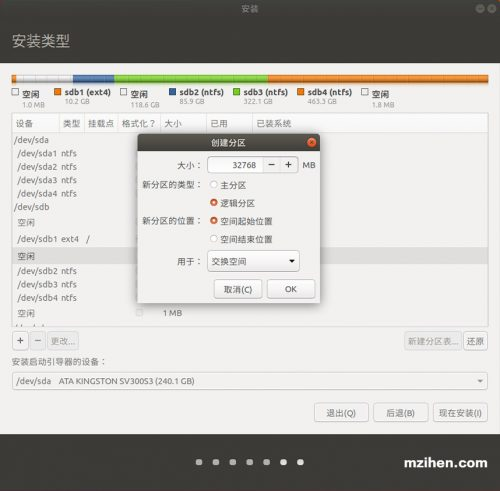 安装
安装类型
空闲 sdb1 (ext4) 空闲 sdb2 (ntfs) sdb3 (ntfs) sdb4 (ntfs) 空闲
1.0 MB 10.2 GB 118.6 GB 85.9 GB 322.1 GB 463.3 GB 1.8 MB
设备 类型 挂载点 格式化？ 大小 已用 已装系统
/dev/sda
/dev/sda1 ntfs
/dev/sda2 ntfs
/dev/sda3 ntfs
/dev/sda4 ntfs
/dev/sdb
空闲
/dev/sdb1 ext4 /
空闲
/dev/sdb2 ntfs
/dev/sdb3 ntfs
/dev/sdb4 ntfs
空闲 1 MB
创建分区
大小： 32768 − + MB
新分区的类型： 主分区
逻辑分区
新分区的位置： 空间起始位置
空间结束位置
用于： 交换空间
取消(C) OK
+ − 更改... 新建分区表... 还原
安装启动引导器的设备：
/dev/sda ATA KINGSTON SV300S3 (240.1 GB)
退出(Q) 后退(B) 现在安装(I)
mzihen.com